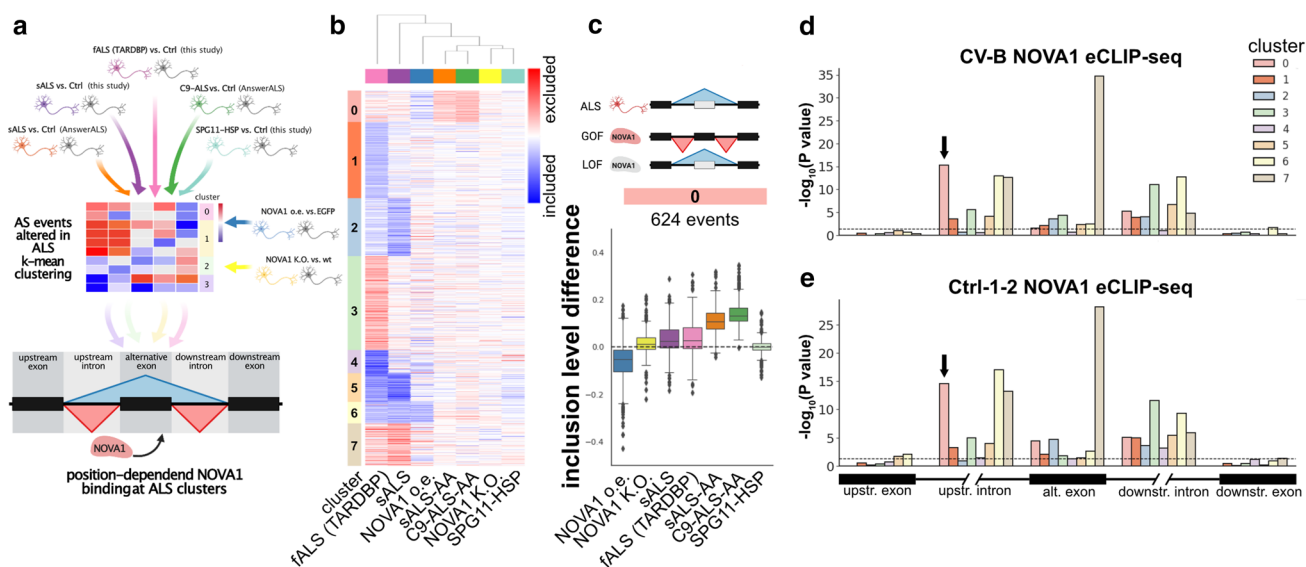 a
fALS (TARDBP) vs. Ctrl (this study)
sALS vs. Ctrl
(this study)
C9-ALS vs. Ctrl (AnswerALS)
sALS vs. Ctrl
(AnswerALS)
SPG11-HSP vs. Ctrl (this study)
AS events
altered in
ALS
k-mean
clustering
cluster
0
1
2
3
NOVA1 o.e. vs. EGFP
NOVA1 K.O. vs. wt
upstream
exon
upstream
intron
alternative
exon
downstream
intron
downstream
exon
NOVA1
position-dependent NOVA1
binding at ALS clusters
b
0
1
2
3
4
5
6
7
excluded
included
cluster
fALS (TARDBP)
sALS
NOVA1 o.e.
sALS-AA
C9-ALS-AA
NOVA1 K.O.
SPG11-HSP
c
ALS
GOF
NOVA1
LOF
NOVA1
0
624 events
inclusion level difference
0.4
0.2
0.0
−0.2
−0.4
NOVA1 o.e.
NOVA1 K.O.
sALS
fALS (TARDBP)
sALS-AA
C9-ALS-AA
SPG11-HSP
d
CV-B NOVA1 eCLIP-seq
-log10(P value)
35
30
25
20
15
10
5
0
cluster
0
1
2
3
4
5
6
7
e
Ctrl-1-2 NOVA1 eCLIP-seq
-log10(P value)
25
20
15
10
5
0
upstr. exon
upstr. intron
alt. exon
downstr. intron
downstr. exon